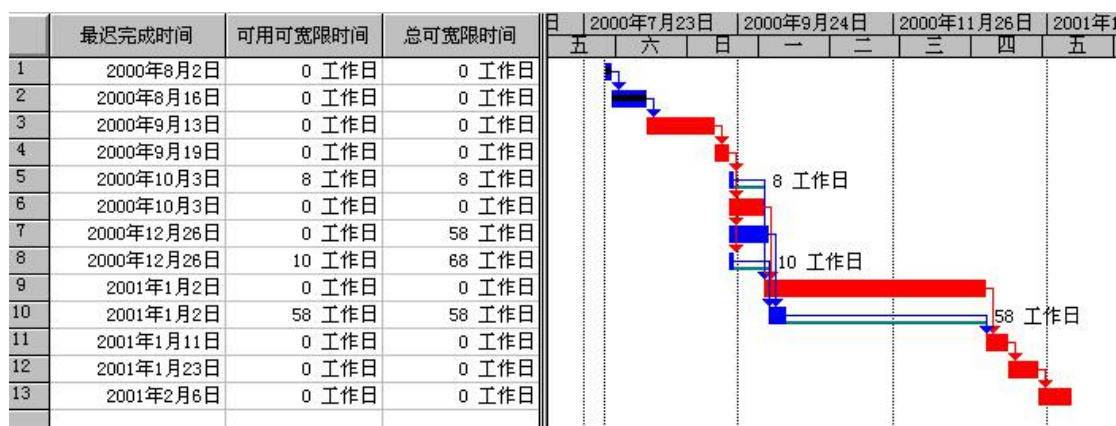 最迟完成时间 可用可宽限时间 总可宽限时间
日 2000年7月23日 2000年9月24日 2000年11月26日 2001年1
五 六 日 一 二 三 四 五
1 2000年8月2日 0 工作日 0 工作日
2 2000年8月16日 0 工作日 0 工作日
3 2000年9月13日 0 工作日 0 工作日
4 2000年9月19日 0 工作日 0 工作日
5 2000年10月3日 8 工作日 8 工作日 8 工作日
6 2000年10月3日 0 工作日 0 工作日
7 2000年12月26日 0 工作日 58 工作日
8 2000年12月26日 10 工作日 68 工作日 10 工作日
9 2001年1月2日 0 工作日 0 工作日
10 2001年1月2日 58 工作日 58 工作日 58 工作日
11 2001年1月11日 0 工作日 0 工作日
12 2001年1月23日 0 工作日 0 工作日
13 2001年2月6日 0 工作日 0 工作日